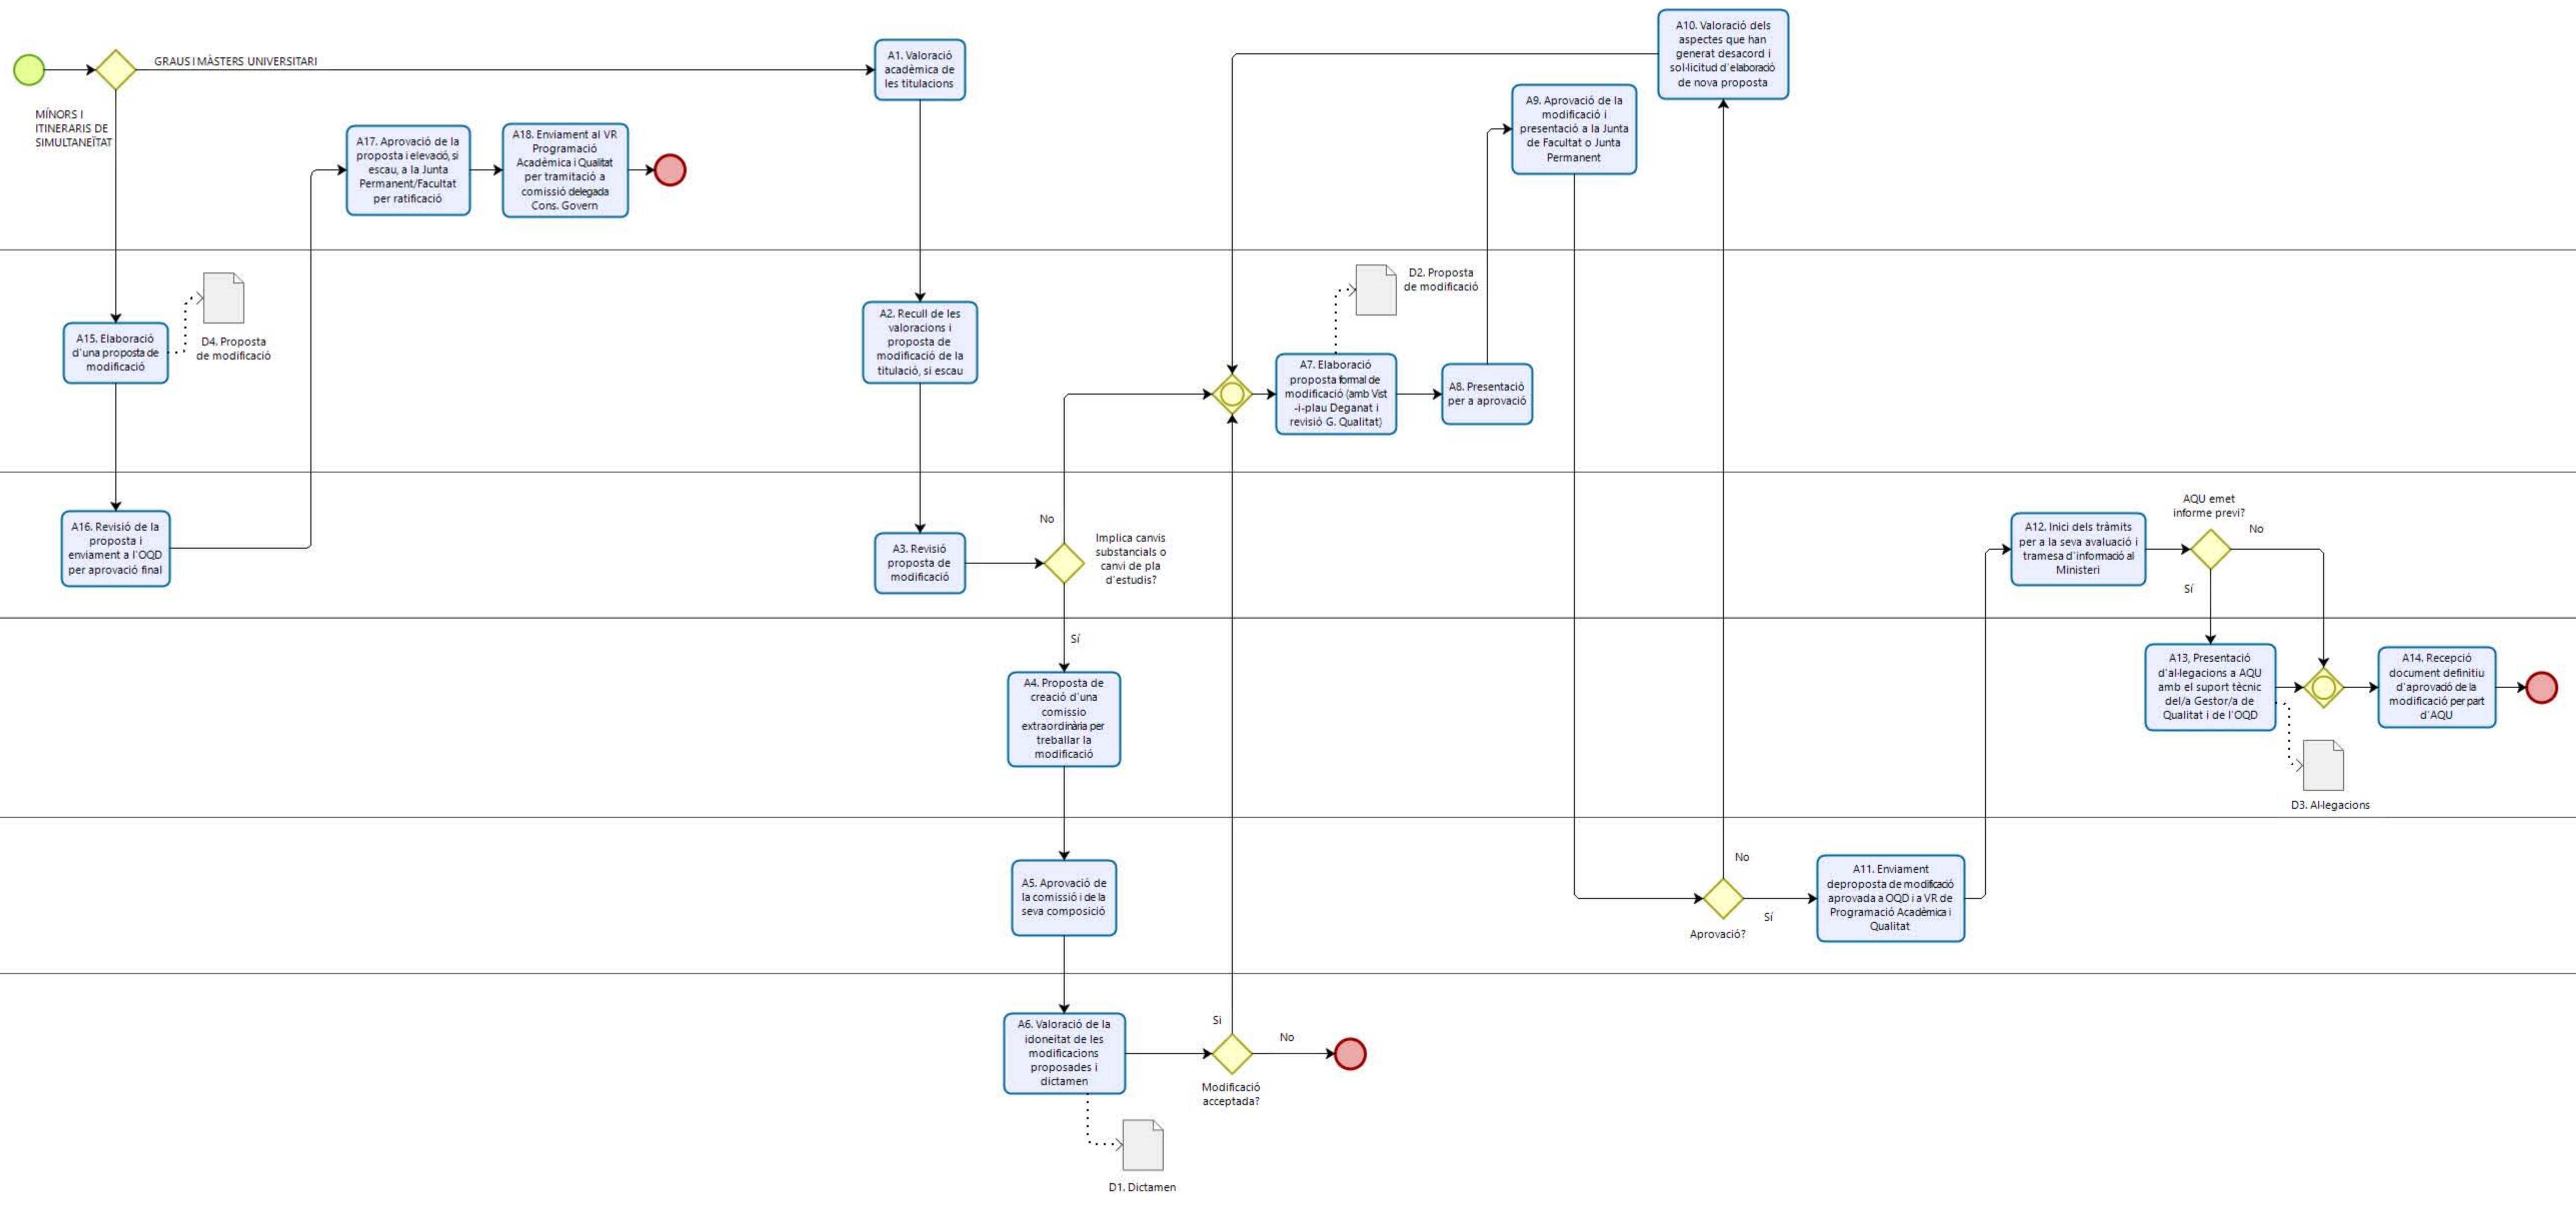 GRAUS I MÀSTERS UNIVERSITARI
MÍNORS I
ITINERARIS DE
SIMULTANEÏTAT
A17. Aprovació de la
proposta i elevació, si
escau, a la Junta
Permanent/Facultat
per ratificació
A18. Enviament al VR
Programació
Acadèmica i Qualitat
per tramitació a
comissió delegada
Cons. Govern
A1. Valoració
acadèmica de
les titulacions
A9. Aprovació de la
modificació i
presentació a la Junta
de Facultat o Junta
Permanent
A10. Valoració dels
aspectes que han
generat desacord i
sol·licitud d'elaboració
de nova proposta
A15. Elaboració
d'una proposta de
modificació
D4. Proposta
de modificació
A2. Recull de les
valoracions i
proposta de
modificació de la
titulació, si escau
D2. Proposta
de modificació
A7. Elaboració
proposta formal de
modificació (amb Vist
-i-plau Deganat i
revisió G. Qualitat)
A8. Presentació
per a aprovació
A16. Revisió de la
proposta i
enviament a l'OQD
per aprovació final
A3. Revisió
proposta de
modificació
No
Implica canvis
substancials o
canvi de pla
d'estudis?
Sí
A12. Inici dels tràmits
per a la seva avaluació i
tramesa d'informació al
Ministeri
AQU emet
informe previ?
No
Sí
A4. Proposta de
creació d'una
comissio
extraordinària per
treballar la
modificació
A13, Presentació
d'al·legacions a AQU
amb el suport tècnic
del/a Gestor/a de
Qualitat i de l'OQD
A14. Recepció
document definitiu
d'aprovació de la
modificació per part
d'AQU
D3. Al·legacions
A5. Aprovació de
la comissió i de la
seva composició
No
Sí
Aprovació?
A11. Enviament
deproposta de modificació
aprovada a OQD i a VR de
Programació Acadèmica i
Qualitat
A6. Valoració de la
idoneitat de les
modificacions
proposades i
dictamen
Si
No
Modificació
acceptada?
D1. Dictamen